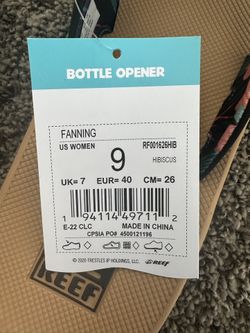 BOTTLE OPENER
FANNING
US WOMEN
9
RF001626HIB
HIBISCUS
UK= 7 EUR= 40 CM= 26
1 94114 49711 2
E-22 CLC MADE IN CHINA
CPSIA PO# 4500121196
© 2020 TRESTLES IP HOLDINGS, LLC. REEF
REEF